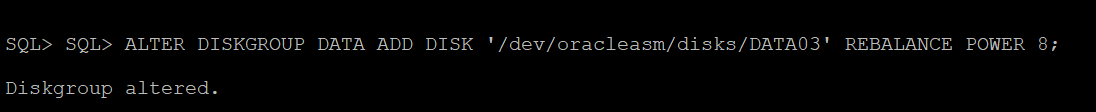 SQL> SQL> ALTER DISKGROUP DATA ADD DISK '/dev/oracleasm/disks/DATA03' REBALANCE POWER 8;
Diskgroup altered.